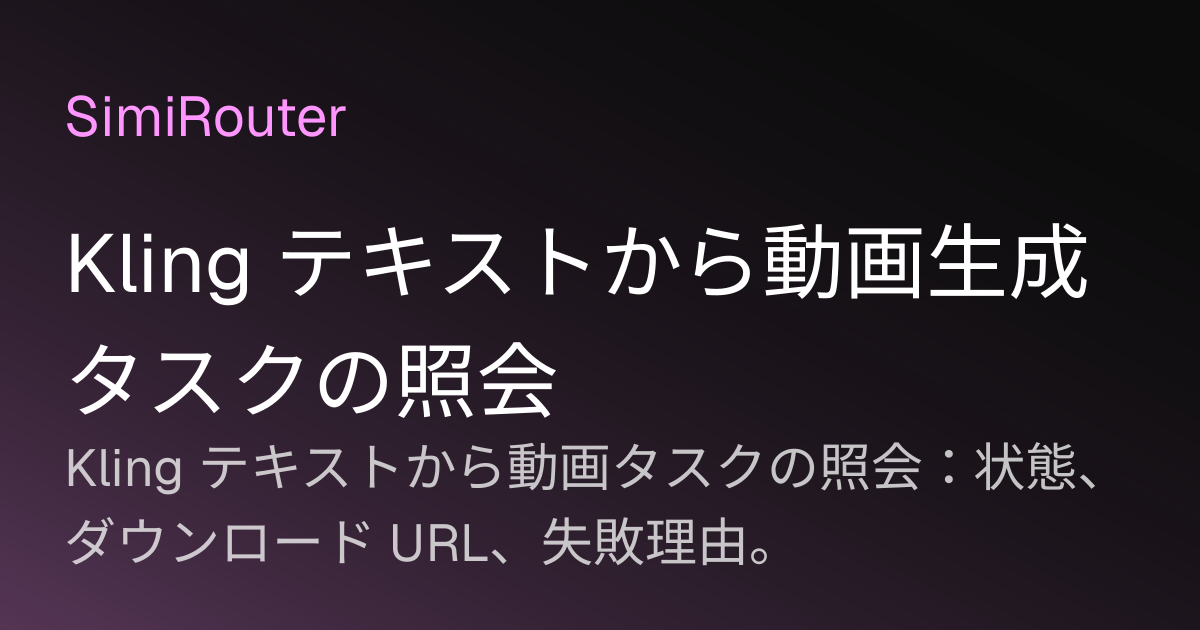 SimiRouter
Kling テキストから動画生成
タスクの照会
Kling テキストから動画タスクの照会：状態、
ダウンロード URL、失敗理由。